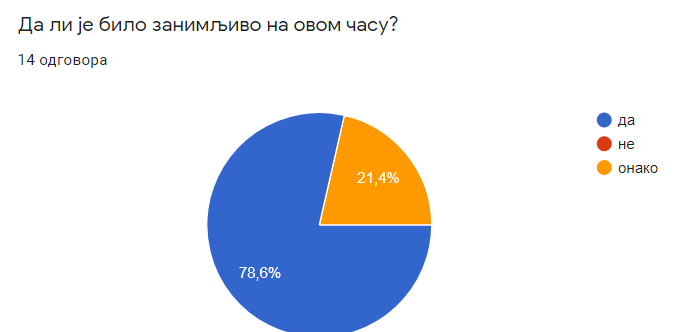 Да ли је било занимљиво на овом часу?
14 одговора
да
не
онако
21,4%
78,6%